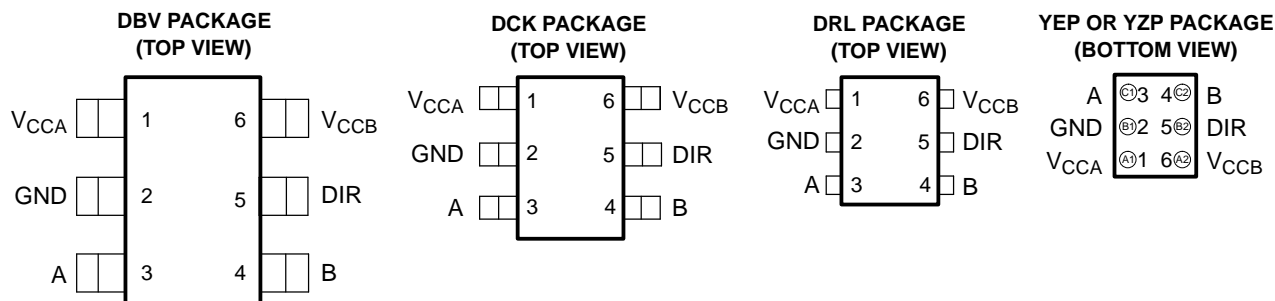 DBV PACKAGE
(TOP VIEW)
VCCA 1 6 VCCB
GND 2 5 DIR
A 3 4 B
DCK PACKAGE
(TOP VIEW)
VCCA 1 6 VCCB
GND 2 5 DIR
A 3 4 B
DRL PACKAGE
(TOP VIEW)
VCCA 1 6 VCCB
GND 2 5 DIR
A 3 4 B
YEP OR YZP PACKAGE
(BOTTOM VIEW)
A C1 3 4 C2 B
GND B1 2 5 B2 DIR
VCCA A1 1 6 A2 VCCB